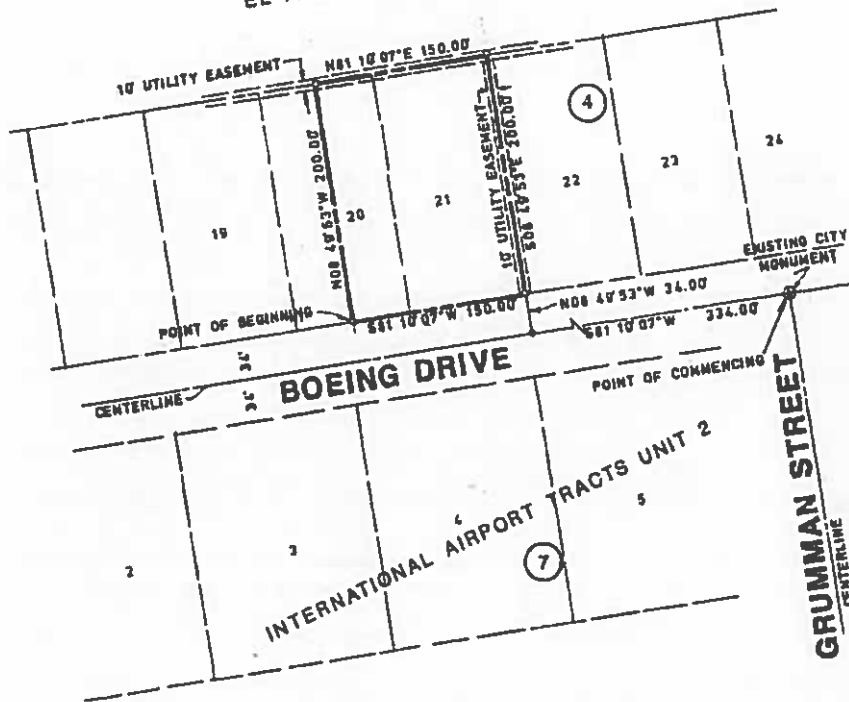 10' UTILITY EASEMENT
N81 10'07"E 150.00'
4
N08 49'53"W 200.00'
10' UTILITY EASEMENT
S08 49'53"E 200.00'
19
20
21
22
23
24
EXISTING CITY
MONUMENT
POINT OF BEGINNING
S81 10'07"W 150.00'
N08 49'53"W 34.00'
S81 10'07"W 334.00'
34'
34'
CENTERLINE
BOEING DRIVE
POINT OF COMMENCING
INTERNATIONAL AIRPORT TRACTS UNIT 2
2
3
4
5
7
GRUMMAN STREET
CENTERLINE